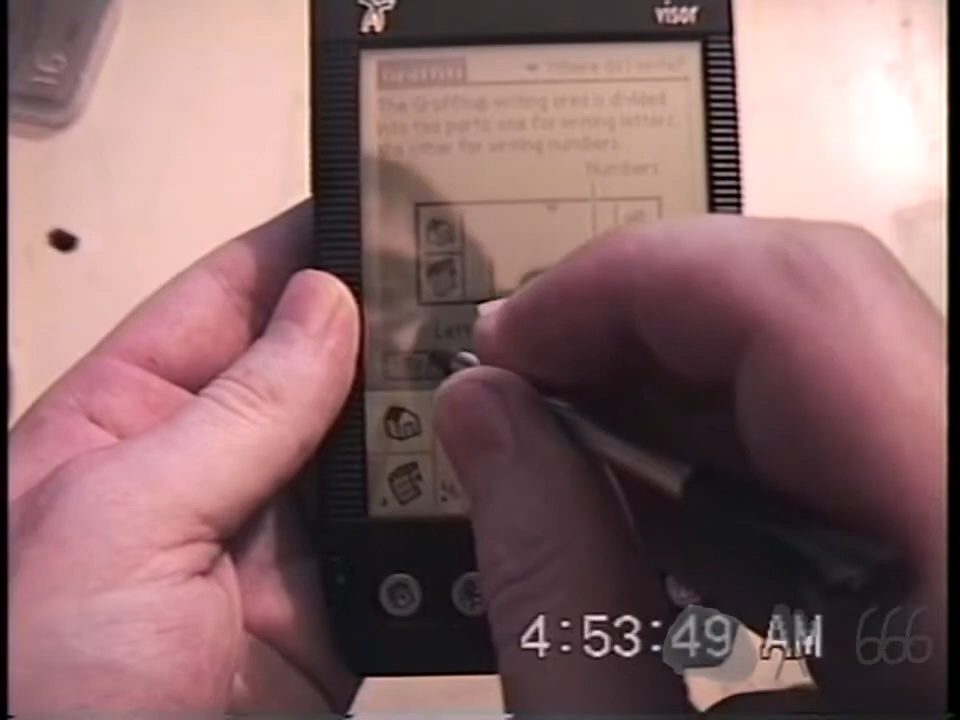 visor
Graffiti
Where do I write?
The Graffiti® writing area is divided
into two parts: one for writing letters,
the other for writing numbers.
Numbers
4:53:49 AM
666